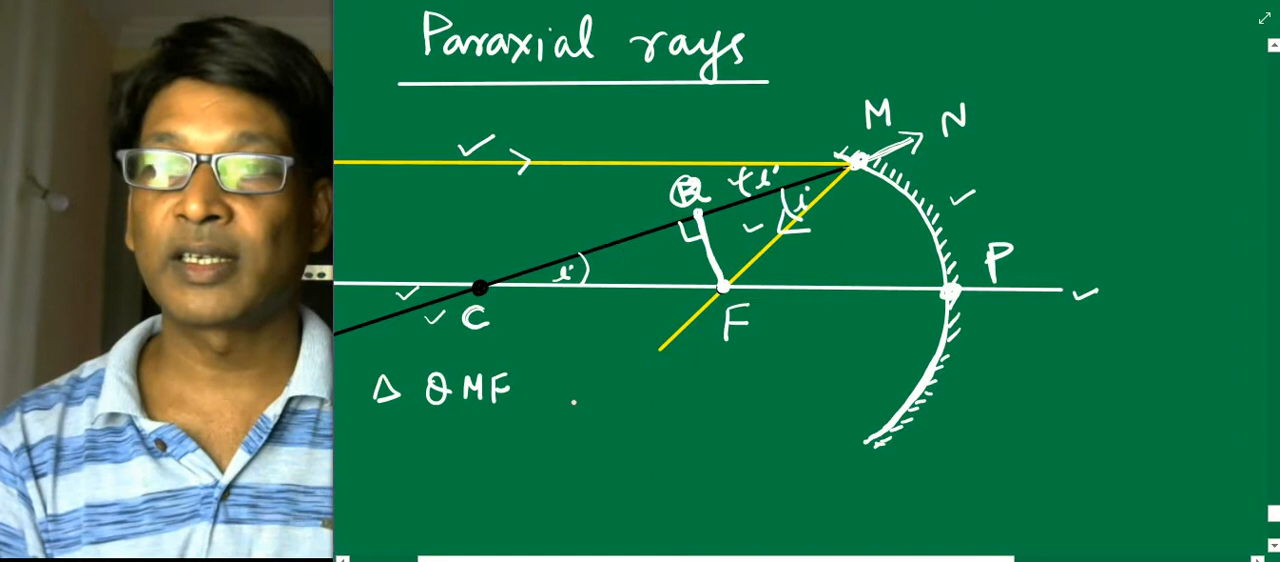 Paraxial rays
M N
Q i
i
P
i
C F
Δ QMF